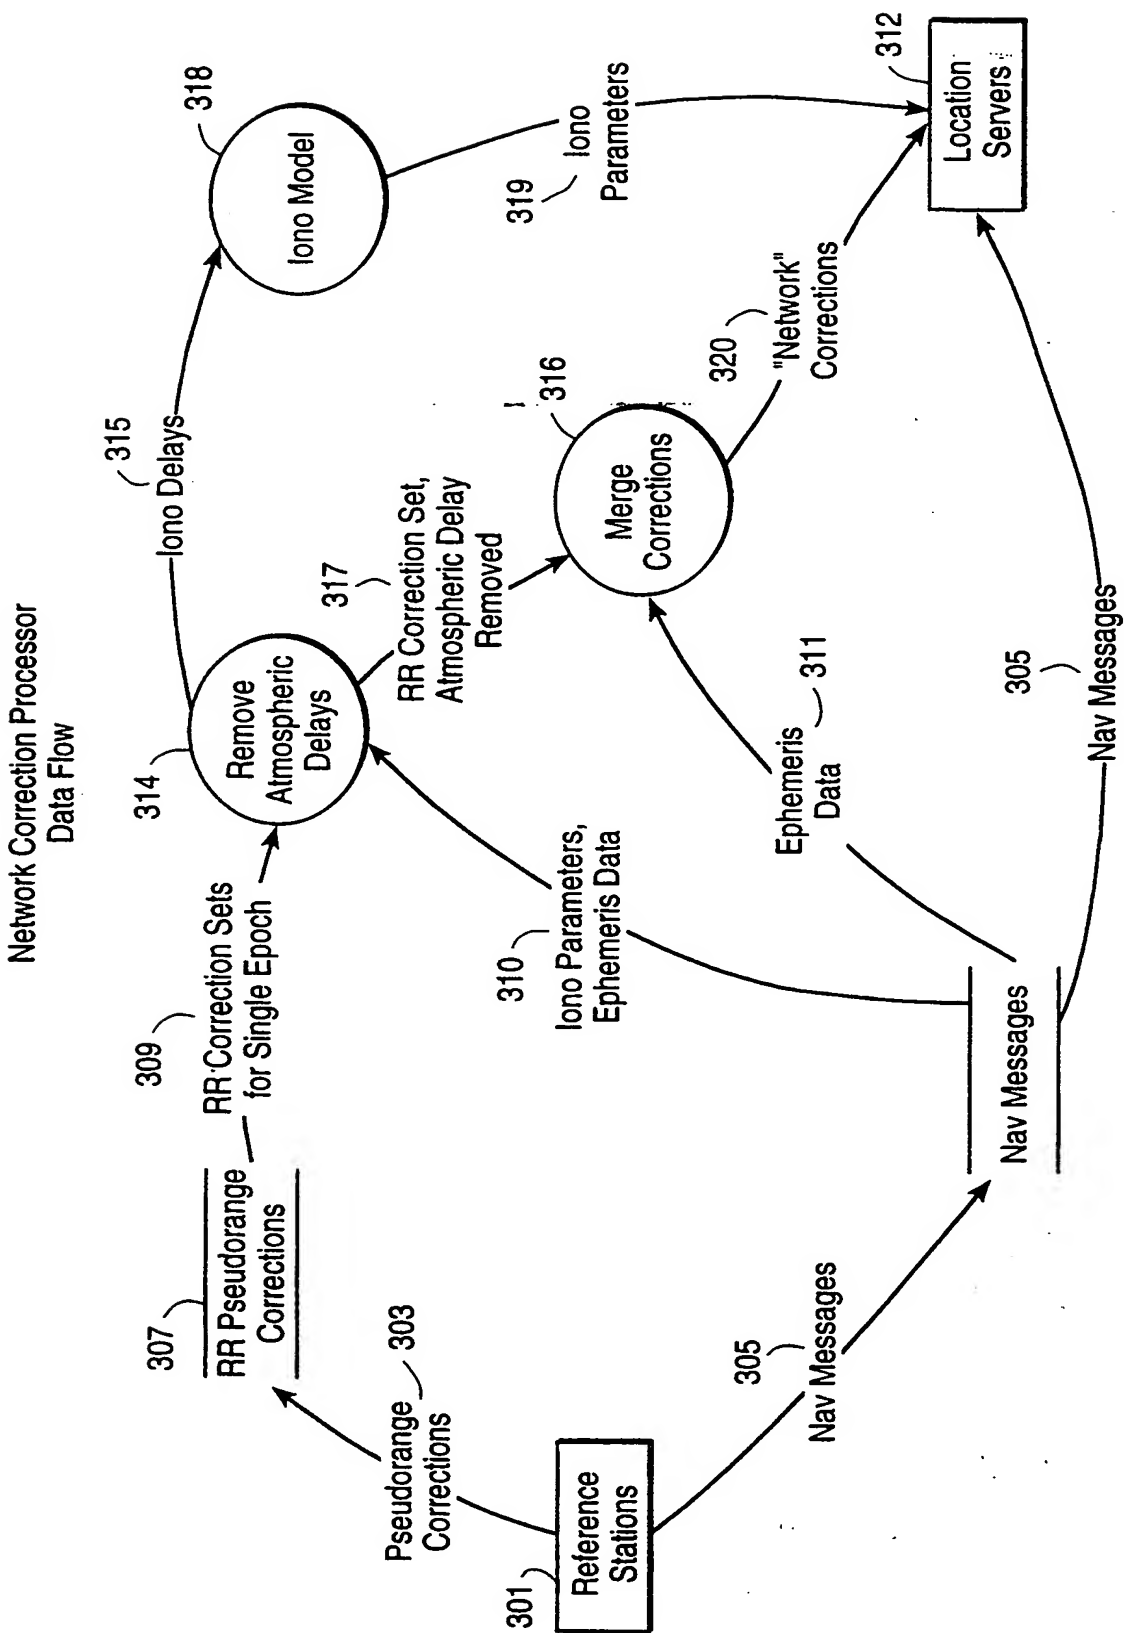 Network Correction Processor
Data Flow
301
Reference
Stations
Pseudorange
Corrections
303
307
RR Pseudorange
Corrections
309
RR Correction Sets
for Single Epoch
314
Remove
Atmospheric
Delays
315
Iono Delays
318
Iono Model
319
Iono
Parameters
312
Location
Servers
317
RR Correction Set,
Atmospheric Delay
Removed
316
Merge
Corrections
320
"Network"
Corrections
310
Iono Parameters,
Ephemeris Data
Ephemeris
Data
311
305
Nav Messages
Nav Messages
305
Nav Messages